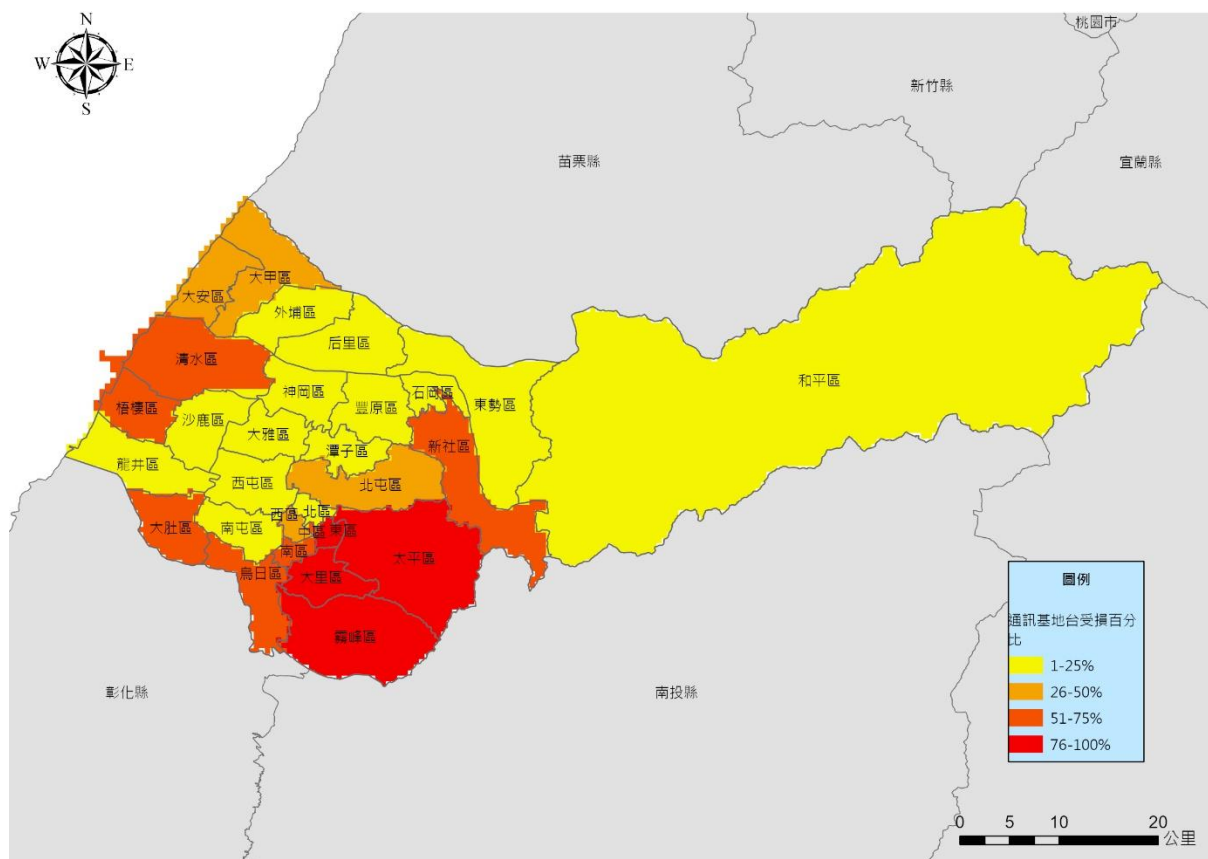 N
W
E
S
桃園市
新竹縣
苗栗縣
宜蘭縣
大甲區
大安區
外埔區
后里區
清水區
和平區
神岡區
豐原區
石岡區
東勢區
梧棲區
沙鹿區
大雅區
潭子區
新社區
龍井區
西屯區
北屯區
大肚區
南屯區
西區
北區
中區
東區
南區
太平區
烏日區
大里區
霧峰區
彰化縣
南投縣
圖例
通訊基地台受損百分
比
1-25%
26-50%
51-75%
76-100%
0 5 10 20
公里